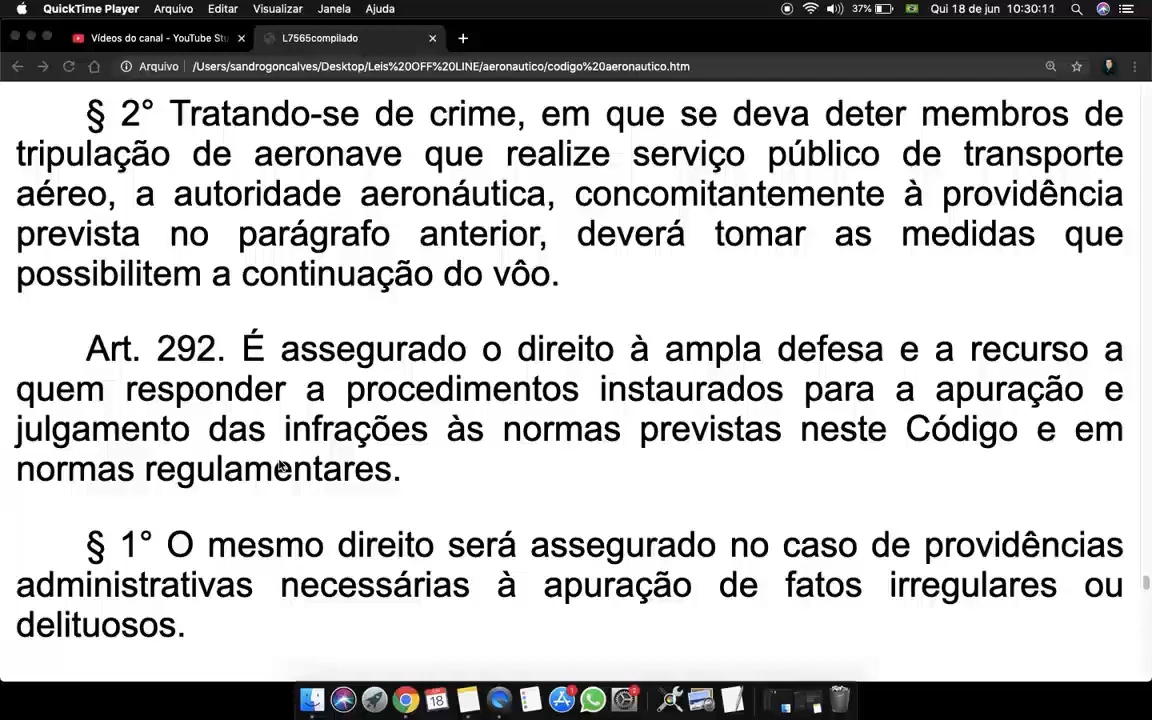 QuickTime Player Arquivo Editar Visualizar Janela Ajuda 37% Qui 18 de jun 10:30:11
Vídeos do canal - YouTube Stu L7565compilado
Arquivo /Users/sandrogoncalves/Desktop/Leis%20OFF%20LINE/aeronautico/codigo%20aeronautico.htm
§ 2° Tratando-se de crime, em que se deva deter membros de
tripulação de aeronave que realize serviço público de transporte
aéreo, a autoridade aeronáutica, concomitantemente à providência
prevista no parágrafo anterior, deverá tomar as medidas que
possibilitem a continuação do vôo.
Art. 292. É assegurado o direito à ampla defesa e a recurso a
quem responder a procedimentos instaurados para a apuração e
julgamento das infrações às normas previstas neste Código e em
normas regulamentares.
§ 1° O mesmo direito será assegurado no caso de providências
administrativas necessárias à apuração de fatos irregulares ou
delituosos.
18